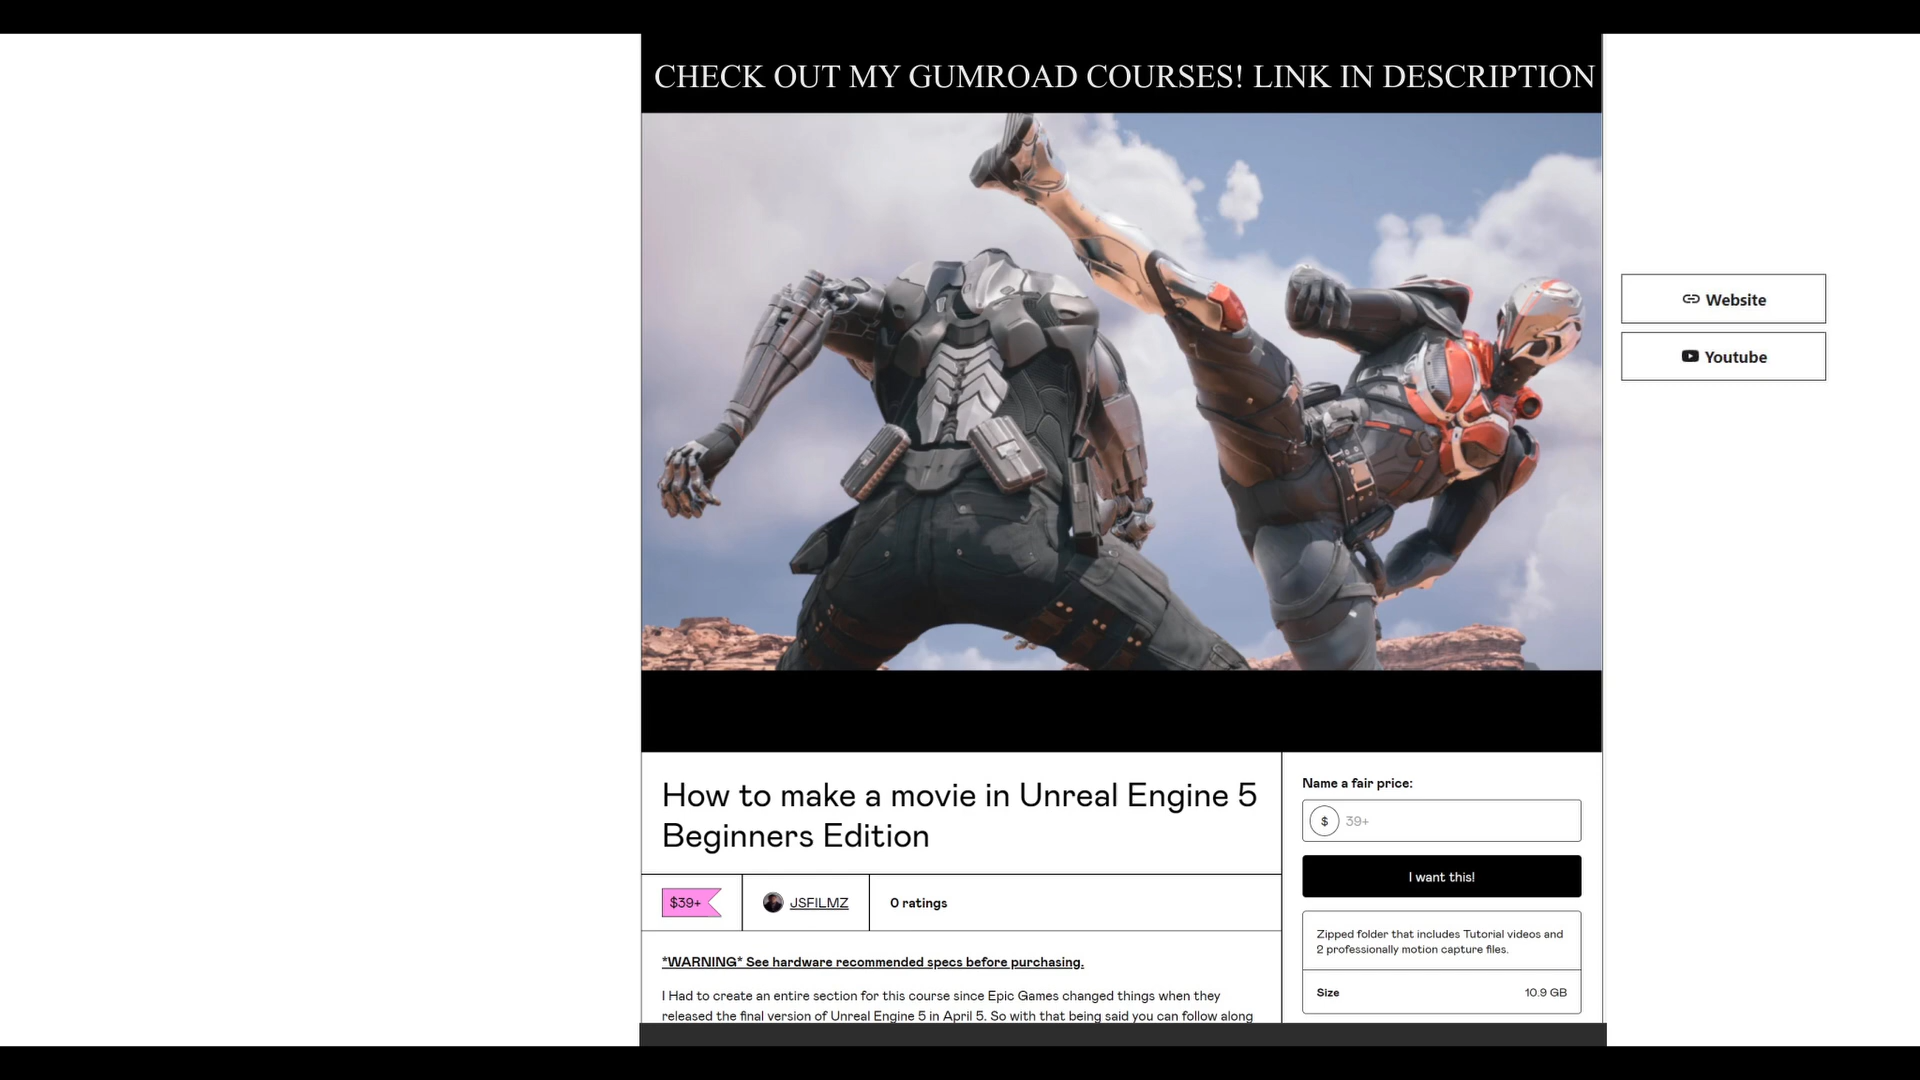 CHECK OUT MY GUMROAD COURSES! LINK IN DESCRIPTION
Website
Youtube
How to make a movie in Unreal Engine 5
Beginners Edition
$39+
JSFILMZ
0 ratings
*WARNING* See hardware recommended specs before purchasing.
I Had to create an entire section for this course since Epic Games changed things when they
released the final version of Unreal Engine 5 in April 5. So with that being said you can follow along
Name a fair price:
$ 39+
I want this!
Zipped folder that includes Tutorial videos and
2 professionally motion capture files.
Size 10.9 GB